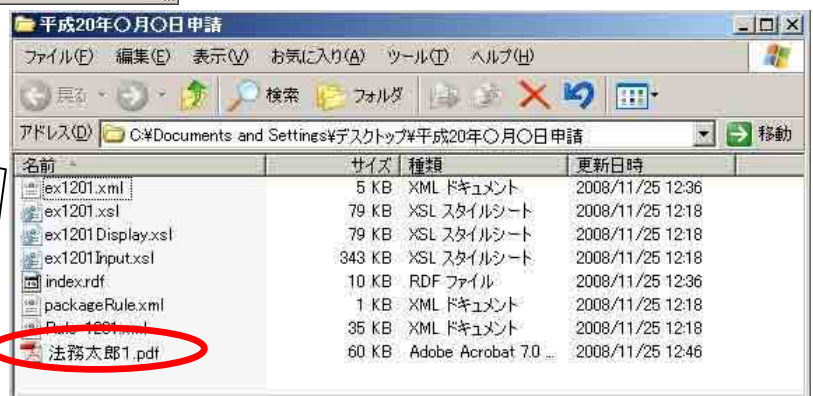 平成20年〇月〇日申請
ファイル(F) 編集(E) 表示(V) お気に入り(A) ツール(T) ヘルプ(H)
戻る 検索 フォルダ
アドレス(D) C:¥Documents and Settings¥デスクトップ¥平成20年〇月〇日申請 移動
名前 サイズ 種類 更新日時
ex1201.xml 5 KB XML ドキュメント 2008/11/25 12:36
ex1201.xsl 79 KB XSL スタイルシート 2008/11/25 12:18
ex1201Display.xsl 79 KB XSL スタイルシート 2008/11/25 12:18
ex1201Input.xsl 343 KB XSL スタイルシート 2008/11/25 12:18
index.rdf 10 KB RDF ファイル 2008/11/25 12:36
packageRule.xml 1 KB XML ドキュメント 2008/11/25 12:18
35 KB XML ドキュメント 2008/11/25 12:18
法務太郎1.pdf 60 KB Adobe Acrobat 7.0 ... 2008/11/25 12:46